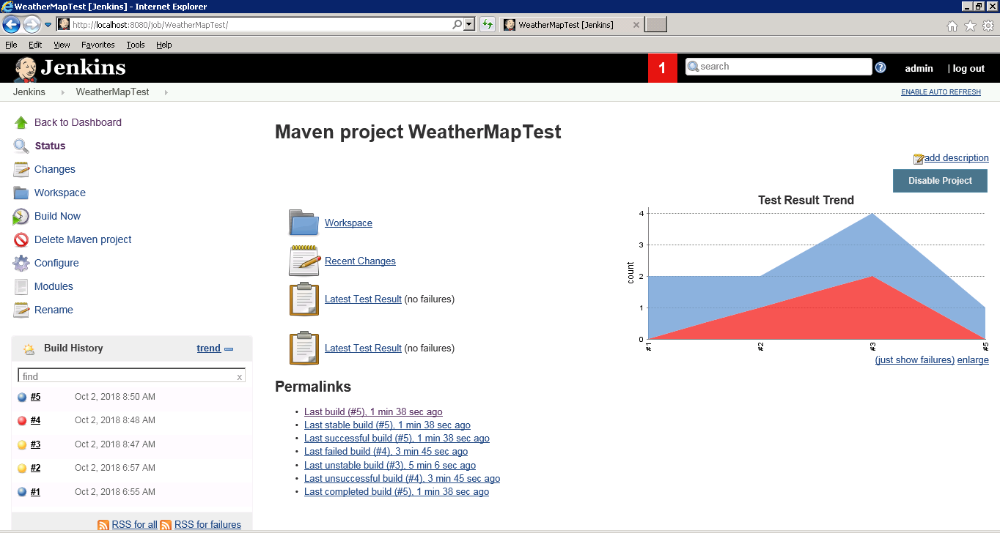 WeatherMapTest [Jenkins] - Internet Explorer
http://localhost:8080/job/WeatherMapTest/
WeatherMapTest [Jenkins]
File Edit View Favorites Tools Help
Jenkins
1
search
admin
| log out
Jenkins WeatherMapTest
ENABLE AUTO REFRESH
Back to Dashboard
Status
Changes
Workspace
Build Now
Delete Maven project
Configure
Modules
Rename
Build History
trend
find
x
#5 Oct 2, 2018 8:50 AM
#4 Oct 2, 2018 8:48 AM
#3 Oct 2, 2018 8:47 AM
#2 Oct 2, 2018 6:57 AM
#1 Oct 2, 2018 6:55 AM
RSS for all RSS for failures
Maven project WeatherMapTest
add description
Disable Project
Workspace
Recent Changes
Latest Test Result (no failures)
Latest Test Result (no failures)
Test Result Trend
count
4
3
2
1
0
#1
#2
#3
#5
(just show failures) enlarge
Permalinks
• Last build (#5), 1 min 38 sec ago
• Last stable build (#5), 1 min 38 sec ago
• Last successful build (#5), 1 min 38 sec ago
• Last failed build (#4), 3 min 45 sec ago
• Last unstable build (#3), 5 min 6 sec ago
• Last unsuccessful build (#4), 3 min 45 sec ago
• Last completed build (#5), 1 min 38 sec ago